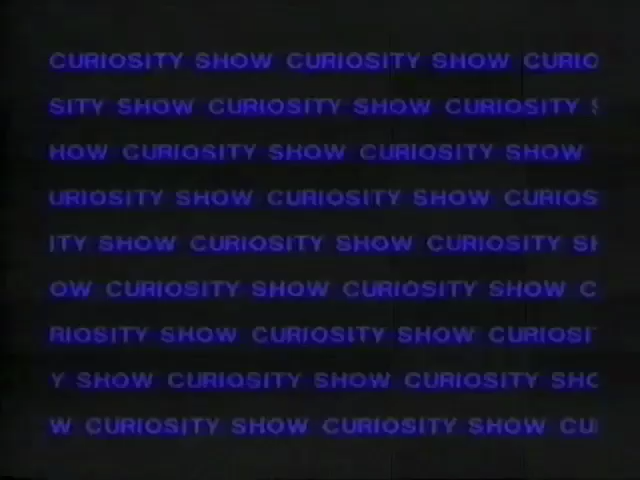 CURIOSITY SHOW CURIOSITY SHOW CURIO
SITY SHOW CURIOSITY SHOW CURIOSITY S
HOW CURIOSITY SHOW CURIOSITY SHOW
URIOSITY SHOW CURIOSITY SHOW CURIOS
ITY SHOW CURIOSITY SHOW CURIOSITY SH
OW CURIOSITY SHOW CURIOSITY SHOW C
RIOSITY SHOW CURIOSITY SHOW CURIOSIT
Y SHOW CURIOSITY SHOW CURIOSITY SHO
W CURIOSITY SHOW CURIOSITY SHOW CU